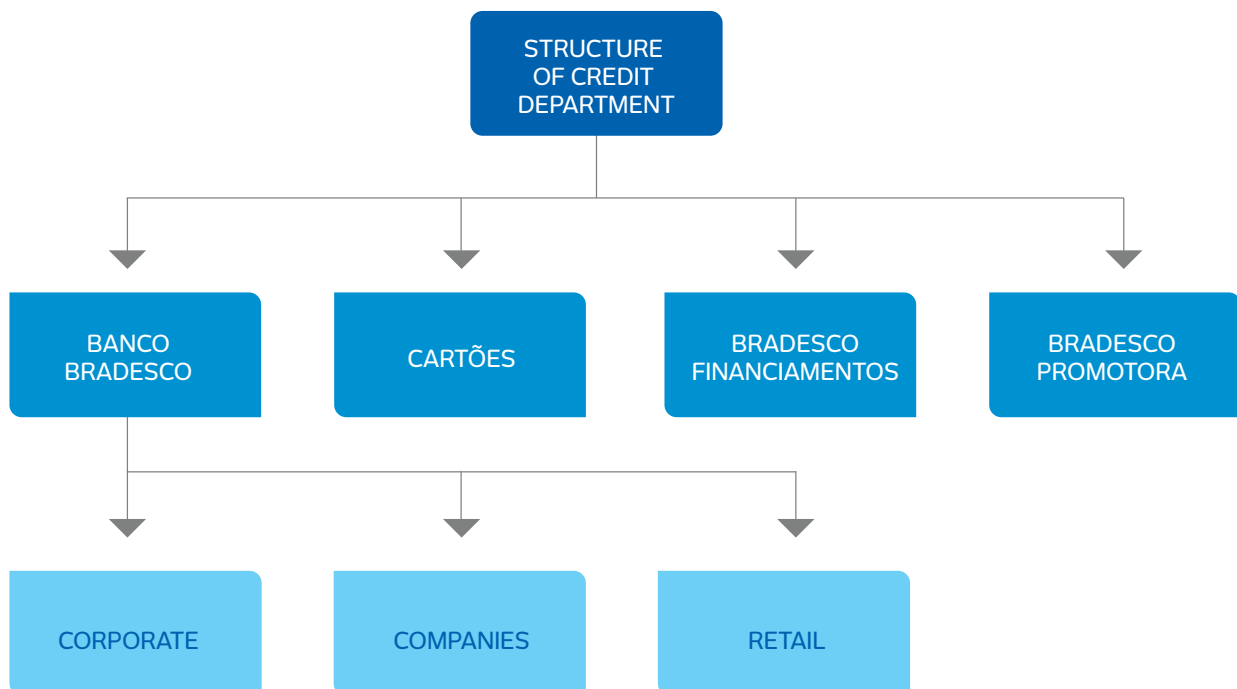 STRUCTURE
OF CREDIT
DEPARTMENT
BANCO
BRADESCO
CARTÕES
BRADESCO
FINANCIAMENTOS
BRADESCO
PROMOTORA
CORPORATE
COMPANIES
RETAIL